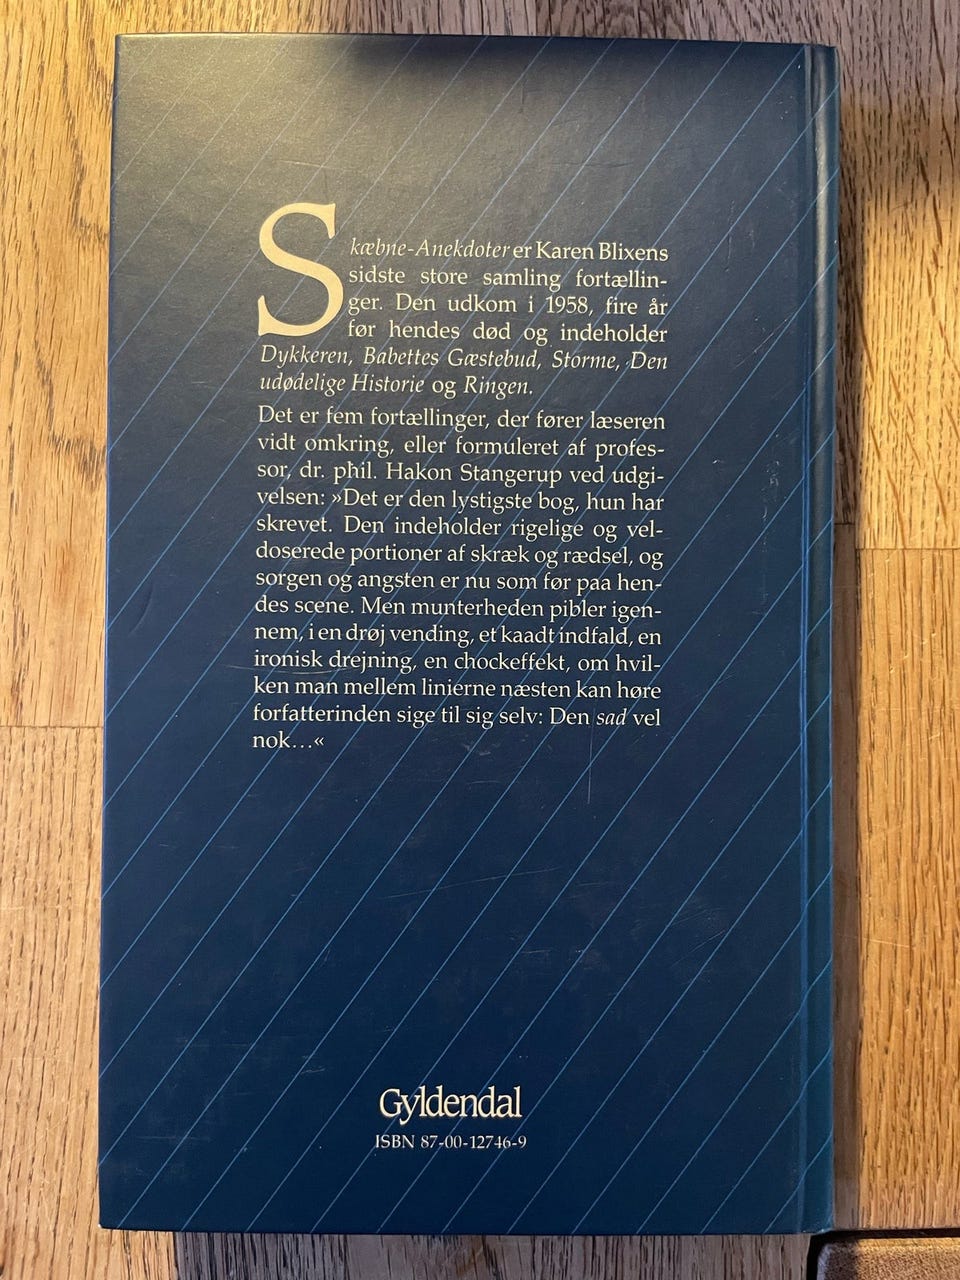 Skæbne-Anekdoter er Karen Blixens
sidste store samling fortællin-
ger. Den udkom i 1958, fire år
før hendes død og indeholder
Dykkeren, Babettes Gæstebud, Storme, Den
udødelige Historie og Ringen.
Det er fem fortællinger, der fører læseren
vidt omkring, eller formuleret af profes-
sor, dr. phil. Hakon Stangerup ved udgi-
velsen: »Det er den lystigste bog, hun har
skrevet. Den indeholder rigelige og vel-
doserede portioner af skræk og rædsel, og
sorgen og angsten er nu som før paa hen-
des scene. Men munterheden pibler igen-
nem, i en drøj vending, et kaadt indfald, en
ironisk drejning, en chockeffekt, om hvil-
ken man mellem linierne næsten kan høre
forfatterinden sige til sig selv: Den sad vel
nok...«
Gyldendal
ISBN 87-00-12746-9